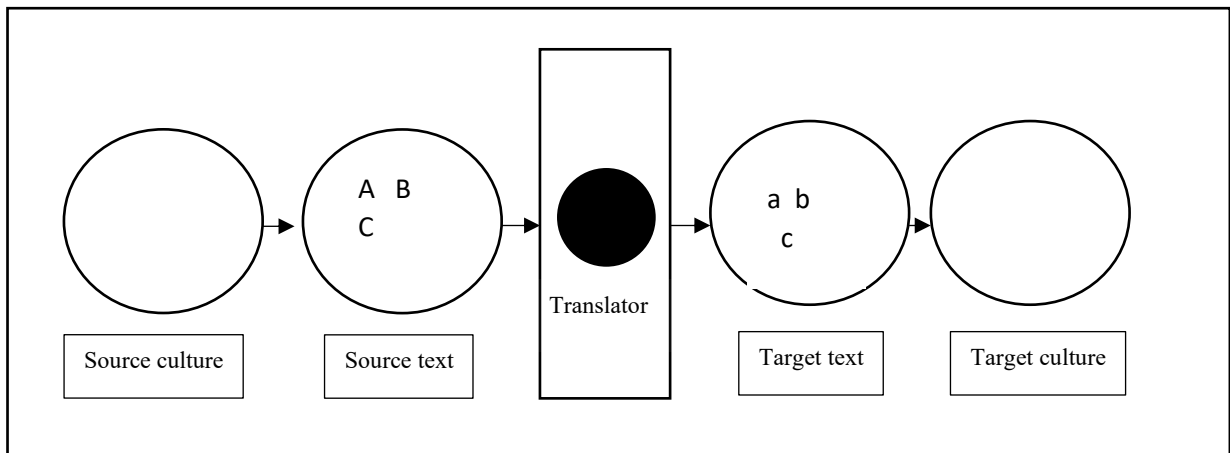 A B
C
a b
c
Translator
Source culture
Source text
Target text
Target culture